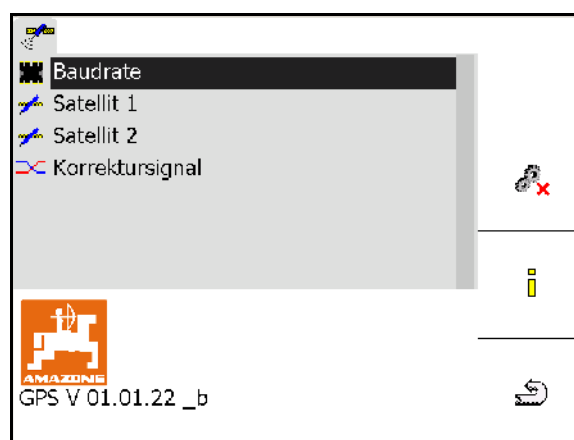 Baudrate
Satellit 1
Satellit 2
Korrektursignal
AMAZONE
GPS V 01.01.22 _b